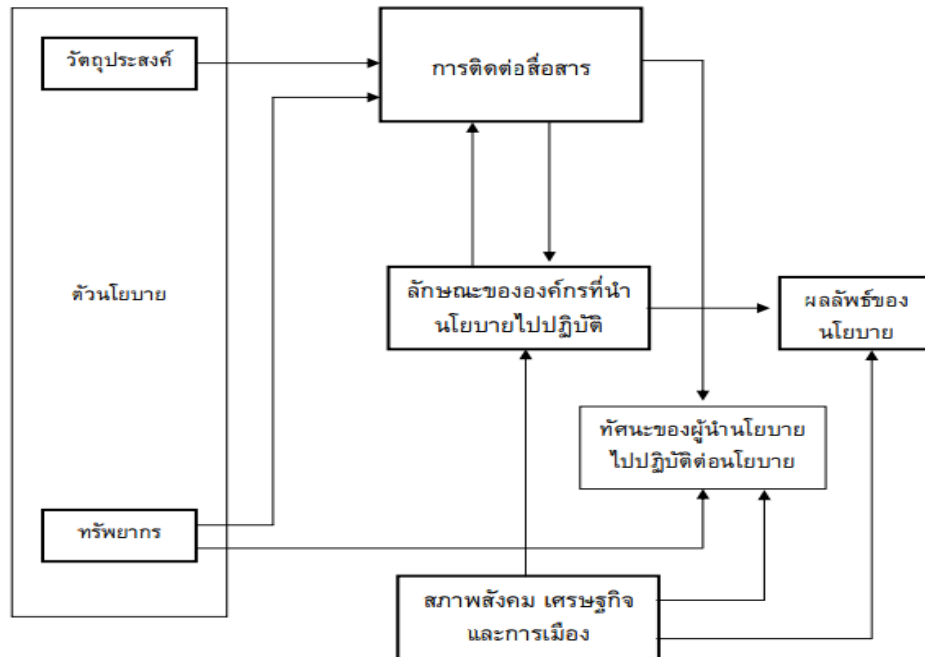 วัตถุประสงค์
การติดต่อสื่อสาร
ตัวนโยบาย
ลักษณะขององค์กรที่นำ
นโยบายไปปฏิบัติ
ผลลัพธ์ของ
นโยบาย
ทัศนะของผู้นำนโยบาย
ไปปฏิบัติต่อนโยบาย
ทรัพยากร
สภาพสังคม เศรษฐกิจ
และการเมือง